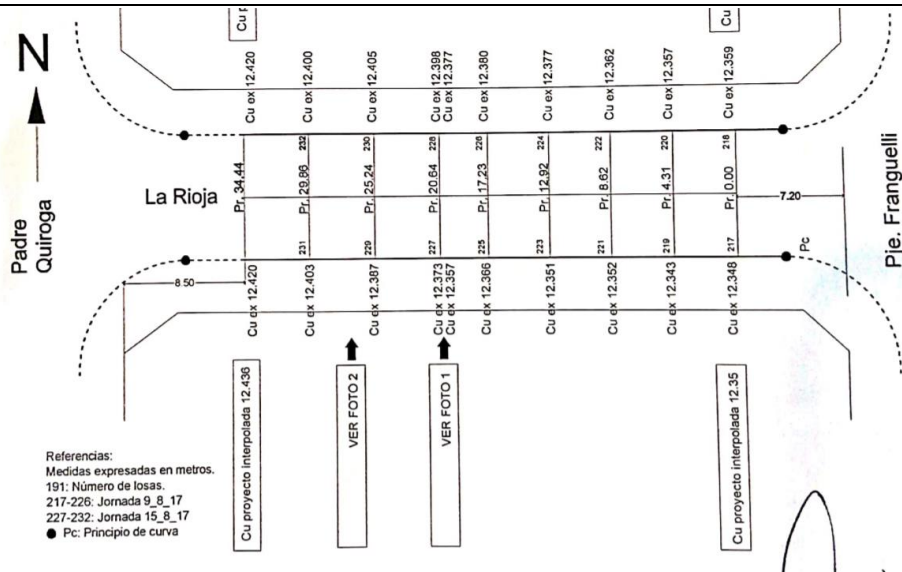 Cu p
Cu p
N
Cu ex 12.420
Cu ex 12.400
Cu ex 12.405
Cu ex 12.398
Cu ex 12.377
Cu ex 12.380
Cu ex 12.377
Cu ex 12.362
Cu ex 12.357
Cu ex 12.359
232
230
228
226
224
222
220
218
La Rioja
Pr. 34.44
Pr. 29.86
Pr. 25.24
Pr. 20.64
Pr. 17.23
Pr. 12.92
Pr. 8.62
Pr. 4.31
Pr. 0.00
7.20
Padre
Quiroga
Pje. Franguelli
231
229
227
225
223
221
219
217
Pc
8.50
Cu ex 12.420
Cu ex 12.403
Cu ex 12.387
Cu ex 12.373
Cu ex 12.357
Cu ex 12.366
Cu ex 12.351
Cu ex 12.352
Cu ex 12.343
Cu ex 12.348
Cu proyecto interpolada 12.436
VER FOTO 2
VER FOTO 1
Cu proyecto interpolada 12.35
Referencias:
Medidas expresadas en metros.
191: Número de losas.
217-226: Jornada 9_8_17
227-232: Jornada 15_8_17
Pc: Principio de curva